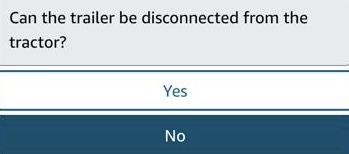 Can the trailer be disconnected from the
tractor?
Yes
No